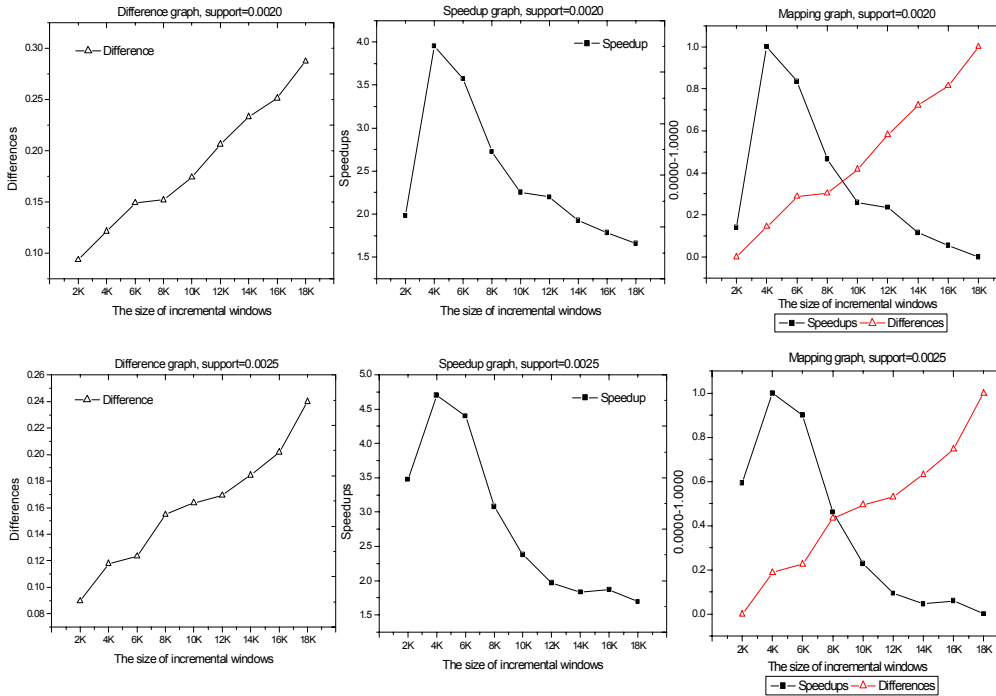 Difference graph, support=0.0020
Difference
0.30
0.25
0.20
0.15
0.10
Differences
2K 4K 6K 8K 10K 12K 14K 16K 18K
The size of incremental windows
Speedup graph, support=0.0020
Speedup
4.0
3.5
3.0
2.5
2.0
1.5
Speedups
2K 4K 6K 8K 10K 12K 14K 16K 18K
The size of incremental windows
Mapping graph, support=0.0020
1.0
0.8
0.6
0.4
0.2
0.0
0.0000-1.0000
2K 4K 6K 8K 10K 12K 14K 16K 18K
The size of incremental windows
Speedups Differences
Difference graph, support=0.0025
Difference
0.26
0.24
0.22
0.20
0.18
0.16
0.14
0.12
0.10
0.08
Differences
2K 4K 6K 8K 10K 12K 14K 16K 18K
The size of incremental windows
Speedup graph, support=0.0025
Speedup
5.0
4.5
4.0
3.5
3.0
2.5
2.0
1.5
Speedups
2K 4K 6K 8K 10K 12K 14K 16K 18K
The size of incremental windows
Mapping graph, support=0.0025
1.0
0.8
0.6
0.4
0.2
0.0
0.0000-1.0000
2K 4K 6K 8K 10K 12K 14K 16K 18K
The size of incremental windows
Speedups Differences